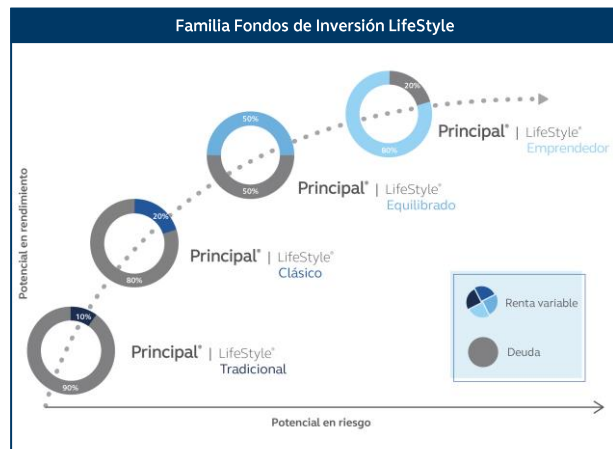 Familia Fondos de Inversión LifeStyle
20%
80%
Principal® | LifeStyle®
Emprendedor
50%
50%
Principal® | LifeStyle®
Equilibrado
20%
80%
Principal® | LifeStyle®
Clásico
10%
90%
Principal® | LifeStyle®
Tradicional
Renta variable
Deuda
Potencial en rendimiento
Potencial en riesgo